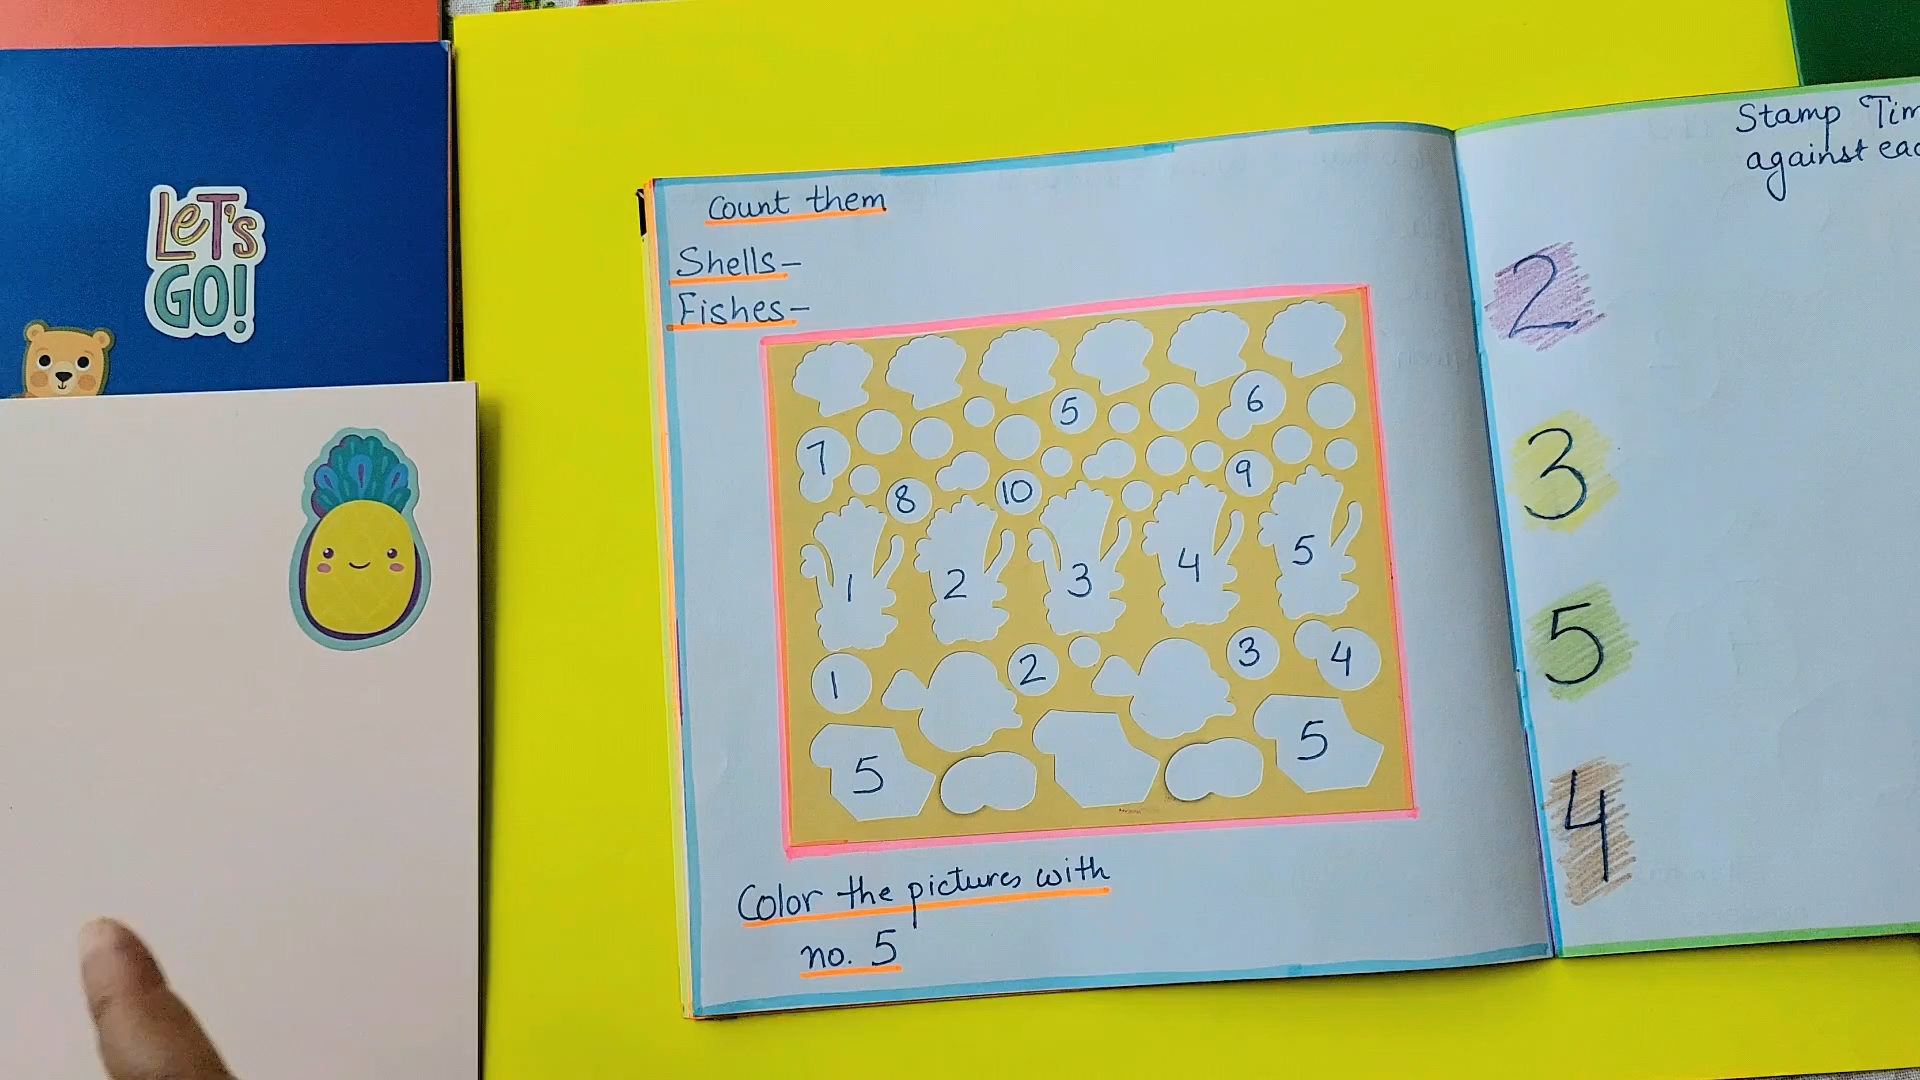 LET'S
GO!
Count them
Shells-
Fishes-
5 6
7
8 10 9
1 2 3 4 5
1 2 3 4
5 5
Color the pictures with
no. 5
Stamp Tim
against eac
2
3
5
4